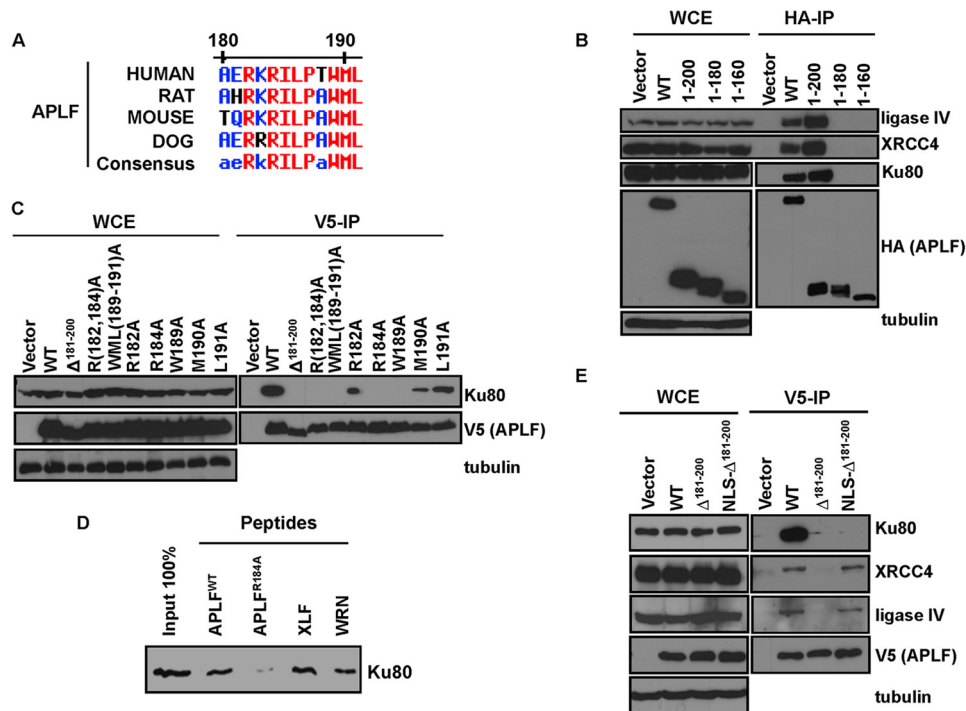 A
180 190
APLF
HUMAN AERKRILPTWML
RAT AHRKRILPAWML
MOUSE TQRKRILPAWML
DOG AERRRILPAWML
Consensus aeRkRILPaWML
B
WCE HA-IP
Vector WT 1-200 1-180 1-160 Vector WT 1-200 1-180 1-160
ligase IV
XRCC4
Ku80
HA (APLF)
tubulin
C
WCE V5-IP
Vector WT Δ181-200 R(182,184)A WML(189-191)A R182A R184A W189A M190A L191A Vector WT Δ181-200 R(182,184)A WML(189-191)A R182A R184A W189A M190A L191A
Ku80
V5 (APLF)
tubulin
D
Peptides
Input 100% APLFWT APLFR184A XLF WRN
Ku80
E
WCE V5-IP
Vector WT Δ181-200 NLS-Δ181-200 Vector WT Δ181-200 NLS-Δ181-200
Ku80
XRCC4
ligase IV
V5 (APLF)
tubulin